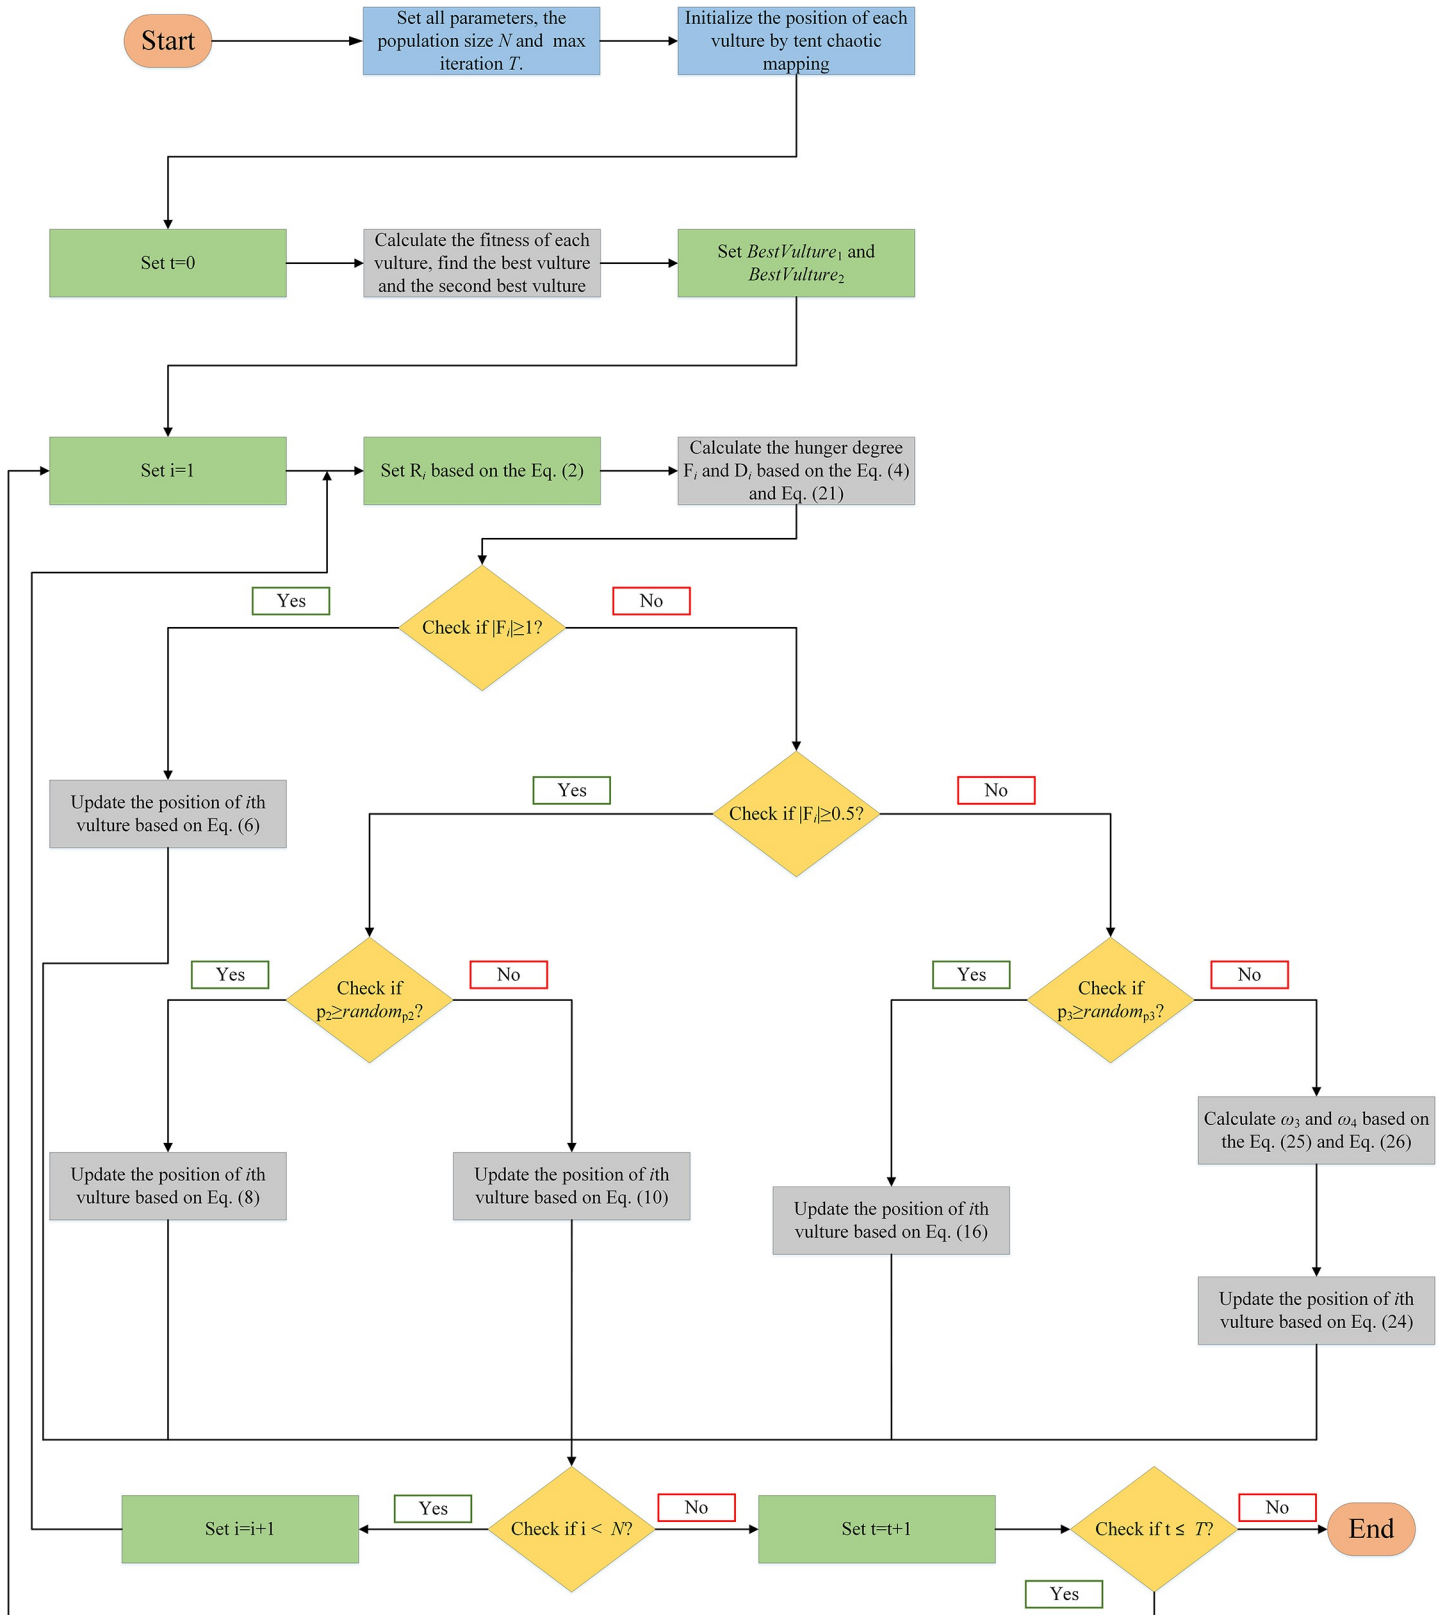 Start
Set all parameters, the
population size N and max
iteration T.
Initialize the position of each
vulture by tent chaotic
mapping
Set t=0
Calculate the fitness of each
vulture, find the best vulture
and the second best vulture
Set BestVulture₁ and
BestVulture₂
Set i=1
Set Rᵢ based on the Eq. (2)
Calculate the hunger degree
Fᵢ and Dᵢ based on the Eq. (4)
and Eq. (21)
Yes
Check if |Fᵢ|≥1?
No
Update the position of ith
vulture based on Eq. (6)
Yes
Check if |Fᵢ|≥0.5?
No
Yes
Check if
p₂≥randomₚ₂?
No
Yes
Check if
p₃≥randomₚ₃?
No
Update the position of ith
vulture based on Eq. (8)
Update the position of ith
vulture based on Eq. (10)
Update the position of ith
vulture based on Eq. (16)
Calculate ω₃ and ω₄ based on
the Eq. (25) and Eq. (26)
Update the position of ith
vulture based on Eq. (24)
Set i=i+1
Yes
Check if i < N?
No
Set t=t+1
Check if t ≤ T?
No
End
Yes